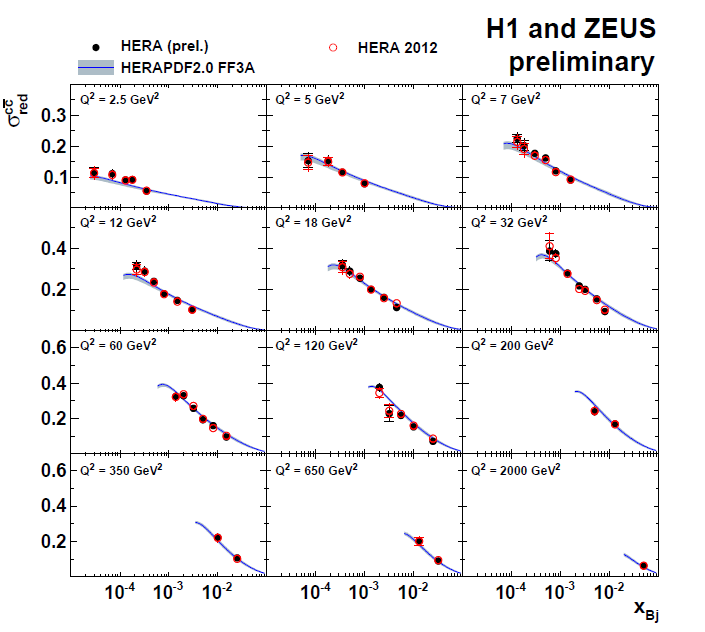 H1 and ZEUS
preliminary
HERA (prel.)
HERA 2012
HERAPDF2.0 FF3A
σ_red^{cc̅}
Q² = 2.5 GeV²
Q² = 5 GeV²
Q² = 7 GeV²
0.3
0.2
0.1
Q² = 12 GeV²
Q² = 18 GeV²
Q² = 32 GeV²
0.4
0.2
Q² = 60 GeV²
Q² = 120 GeV²
Q² = 200 GeV²
0.6
0.4
0.2
Q² = 350 GeV²
Q² = 650 GeV²
Q² = 2000 GeV²
0.6
0.4
0.2
10⁻⁴ 10⁻³ 10⁻² 10⁻⁴ 10⁻³ 10⁻² 10⁻⁴ 10⁻³ 10⁻²
x_Bj